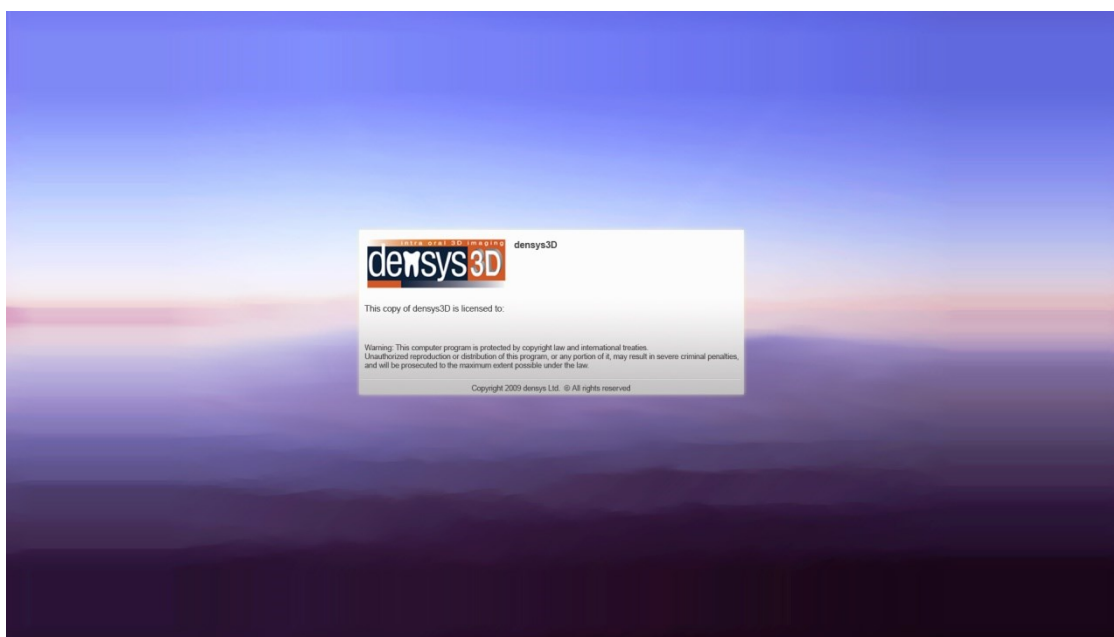 intra oral 3D imaging
densys3D
densys3D
This copy of densys3D is licensed to:
Warning: This computer program is protected by copyright law and international treaties.
Unauthorized reproduction or distribution of this program, or any portion of it, may result in severe criminal penalties,
and will be prosecuted to the maximum extent possible under the law.
Copyright 2009 densys Ltd. © All rights reserved